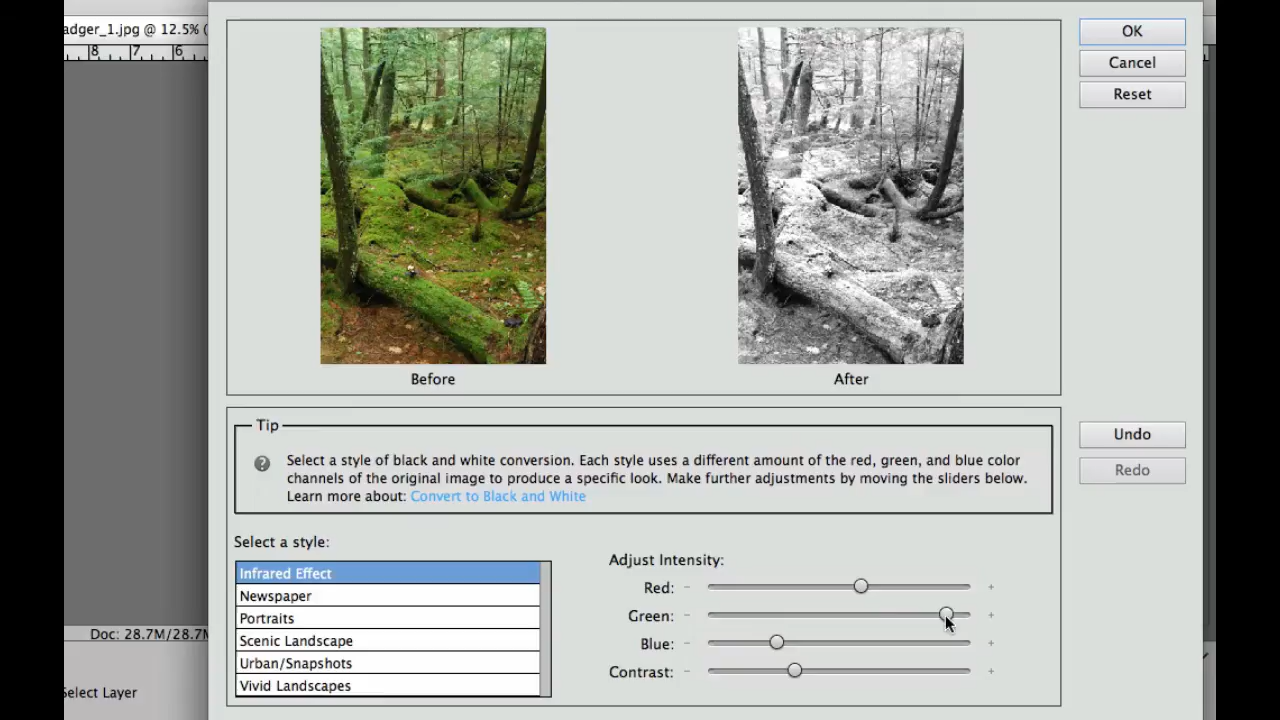 adger_1.jpg @ 12.5% (
8 7 6
OK
Cancel
Reset
Before After
Tip
Select a style of black and white conversion. Each style uses a different amount of the red, green, and blue color
channels of the original image to produce a specific look. Make further adjustments by moving the sliders below.
Learn more about: Convert to Black and White
Undo
Redo
Select a style:
Infrared Effect
Newspaper
Portraits
Scenic Landscape
Urban/Snapshots
Vivid Landscapes
Adjust Intensity:
Red: - +
Green: - +
Blue: - +
Contrast: - +
Doc: 28.7M/28.7M
Select Layer